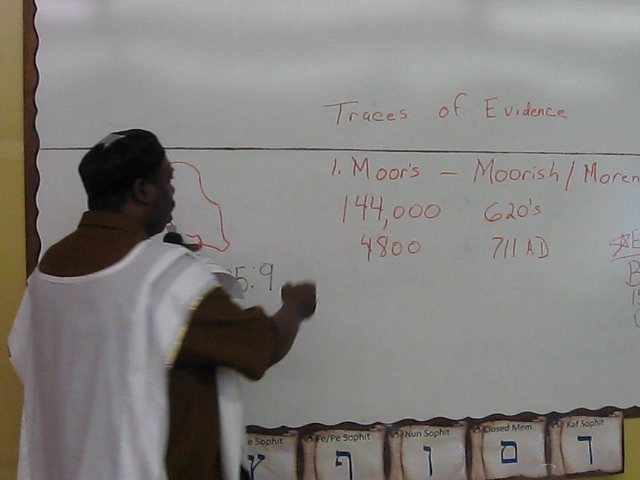 Traces of Evidence
1. Moor's – Moorish/Moren
144,000 620's
4800 711 AD
5:9
e Sophit Fe/Pe Sophit Nun Sophit Closed Mem Kaf Sophit
ץ ף ן ם ך